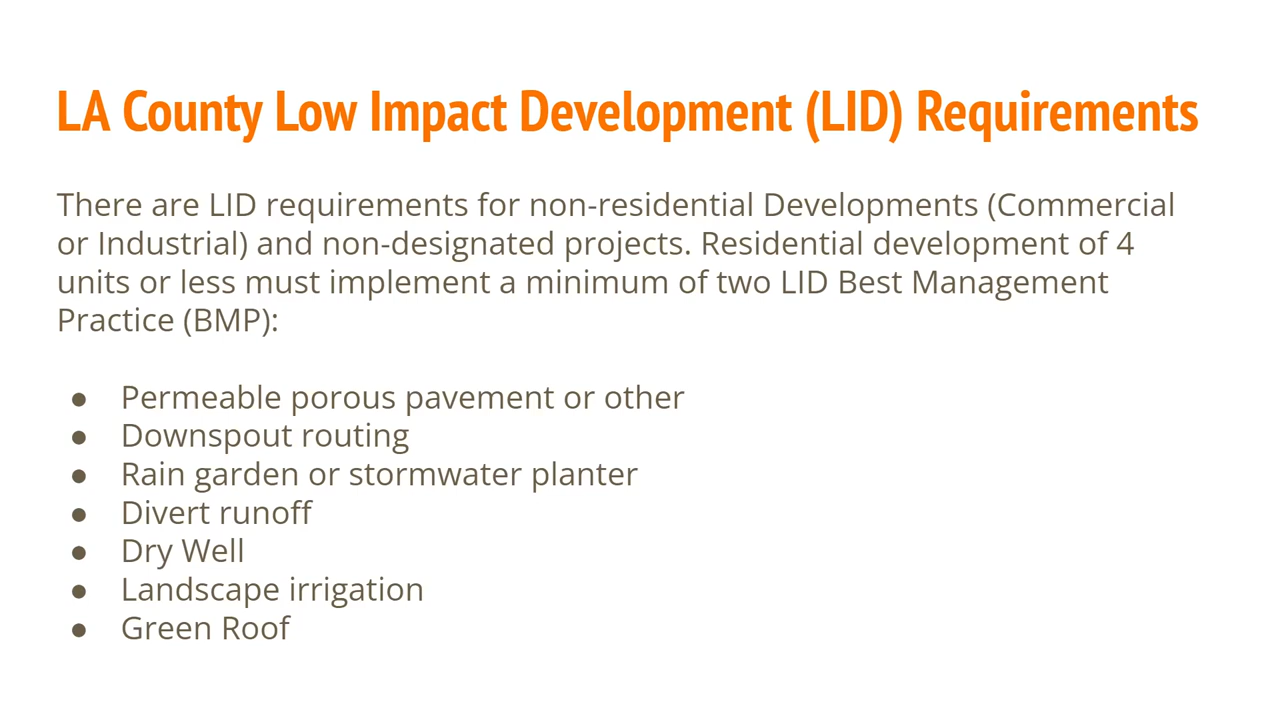 LA County Low Impact Development (LID) Requirements
There are LID requirements for non-residential Developments (Commercial
or Industrial) and non-designated projects. Residential development of 4
units or less must implement a minimum of two LID Best Management
Practice (BMP):
● Permeable porous pavement or other
● Downspout routing
● Rain garden or stormwater planter
● Divert runoff
● Dry Well
● Landscape irrigation
● Green Roof